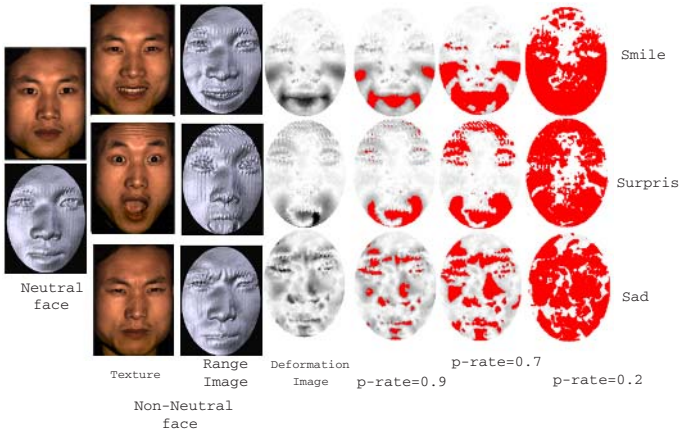 Smile
Surpris
Neutral
face
Sad
Texture
Range
Image
Deformation
Image
p-rate=0.9
p-rate=0.7
p-rate=0.2
Non-Neutral
face